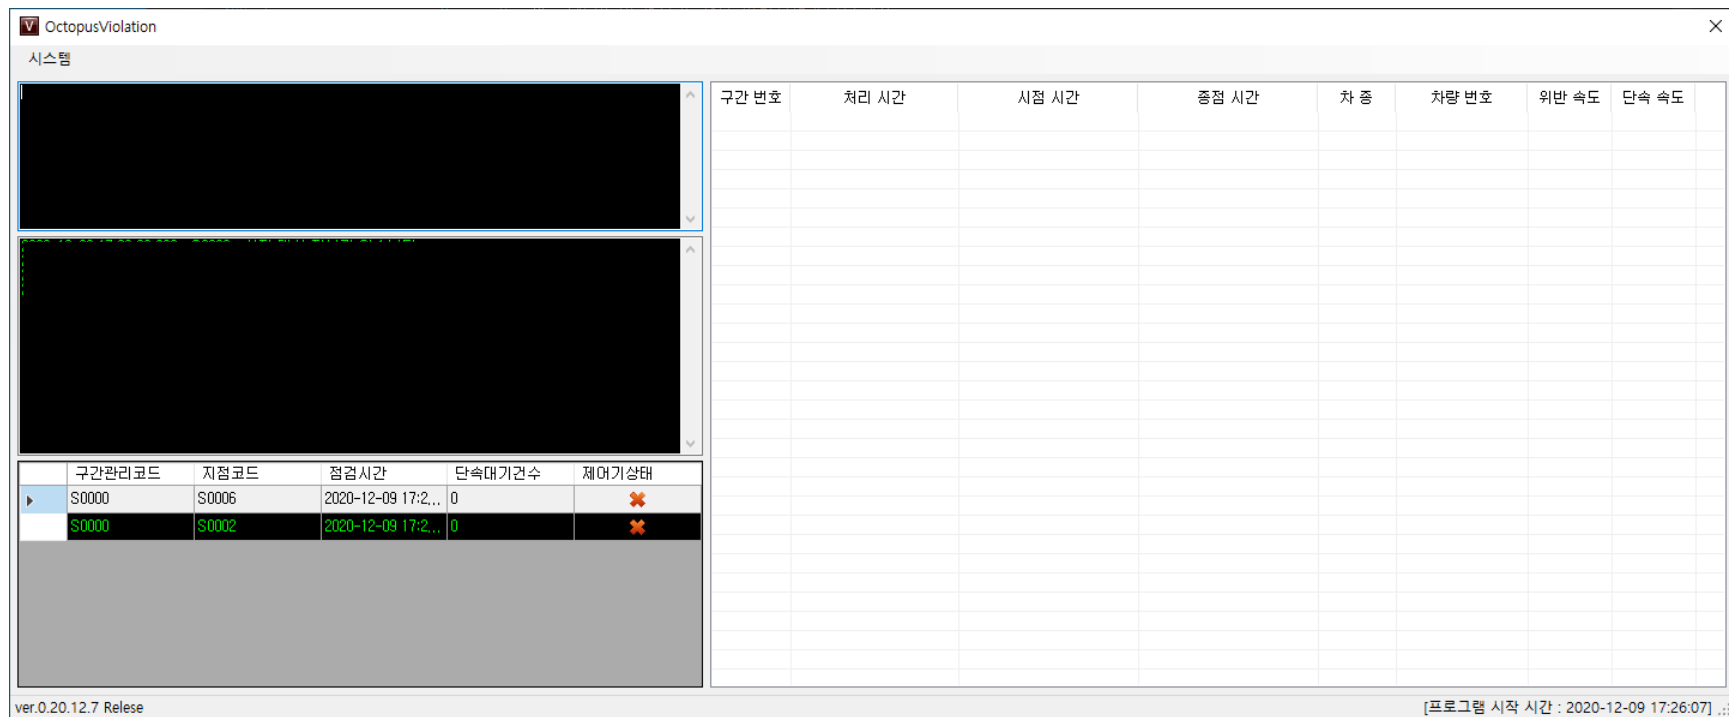 OctopusViolation
시스템
구간 번호 처리 시간 시점 시간 종점 시간 차 종 차량 번호 위반 속도 단속 속도
구간관리코드 지점코드 점검시간 단속대기건수 제어기상태
S0000 S0006 2020-12-09 17:2... 0
S0000 S0002 2020-12-09 17:2... 0
ver.0.20.12.7 Relese
[프로그램 시작 시간 : 2020-12-09 17:26:07]